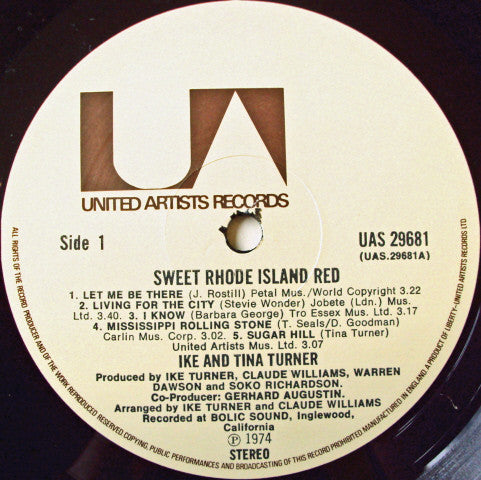 UA
UNITED ARTISTS RECORDS
Side 1
UAS 29681
(UAS.29681A)
SWEET RHODE ISLAND RED
1. LET ME BE THERE (J. Rostill) Petal Mus./World Copyright 3.22
2. LIVING FOR THE CITY (Stevie Wonder) Jobete (Ldn.) Mus.
Ltd. 3.40. 3. I KNOW (Barbara George) Tro Essex Mus. Ltd. 3.17
4. MISSISSIPPI ROLLING STONE (T. Seals/D. Goodman)
Carlin Mus. Corp. 3.02. 5. SUGAR HILL (Tina Turner)
United Artists Mus. Ltd. 3.07
IKE AND TINA TURNER
Produced by IKE TURNER, CLAUDE WILLIAMS, WARREN
DAWSON and SOKO RICHARDSON.
Co-Producer: GERHARD AUGUSTIN.
Arranged by IKE TURNER and CLAUDE WILLIAMS
Recorded at BOLIC SOUND, Inglewood,
California
Ⓟ 1974
STEREO
ALL RIGHTS OF THE RECORD PRODUCER AND OF THE OWNER OF THE WORK REPRODUCED RESERVED. UNAUTHORISED COPYING, PUBLIC PERFORMANCES AND BROADCASTING OF THIS RECORD PROHIBITED. MANUFACTURED IN ENGLAND. A PRODUCT OF LIBERTY-UNITED ARTISTS RECORDS LTD